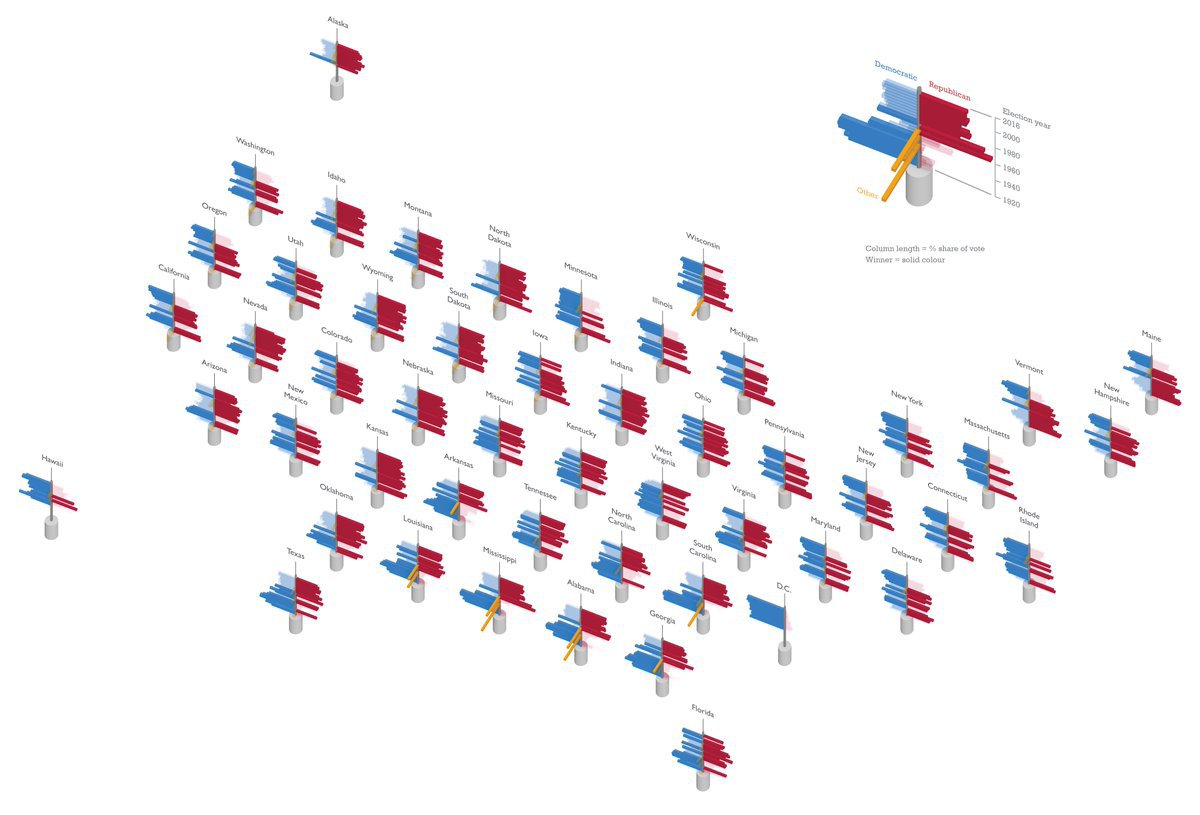 Alaska
Democratic
Republican
Election year
2016
2000
1980
1960
1940
1920
Other
Column length = % share of vote
Winner = solid colour
Washington
Idaho
Oregon
Montana
North
Dakota
Utah
Wisconsin
California
Wyoming
Minnesota
Nevada
South
Dakota
Illinois
Colorado
Iowa
Michigan
Maine
Arizona
Nebraska
Indiana
Vermont
New
Mexico
Missouri
Ohio
New York
New
Hampshire
Kansas
Kentucky
Pennsylvania
Massachusetts
Hawaii
Arkansas
West
Virginia
New
Jersey
Oklahoma
Tennessee
Virginia
Connecticut
Louisiana
North
Carolina
Maryland
Rhode
Island
Texas
Mississippi
South
Carolina
Delaware
Alabama
D.C.
Georgia
Florida